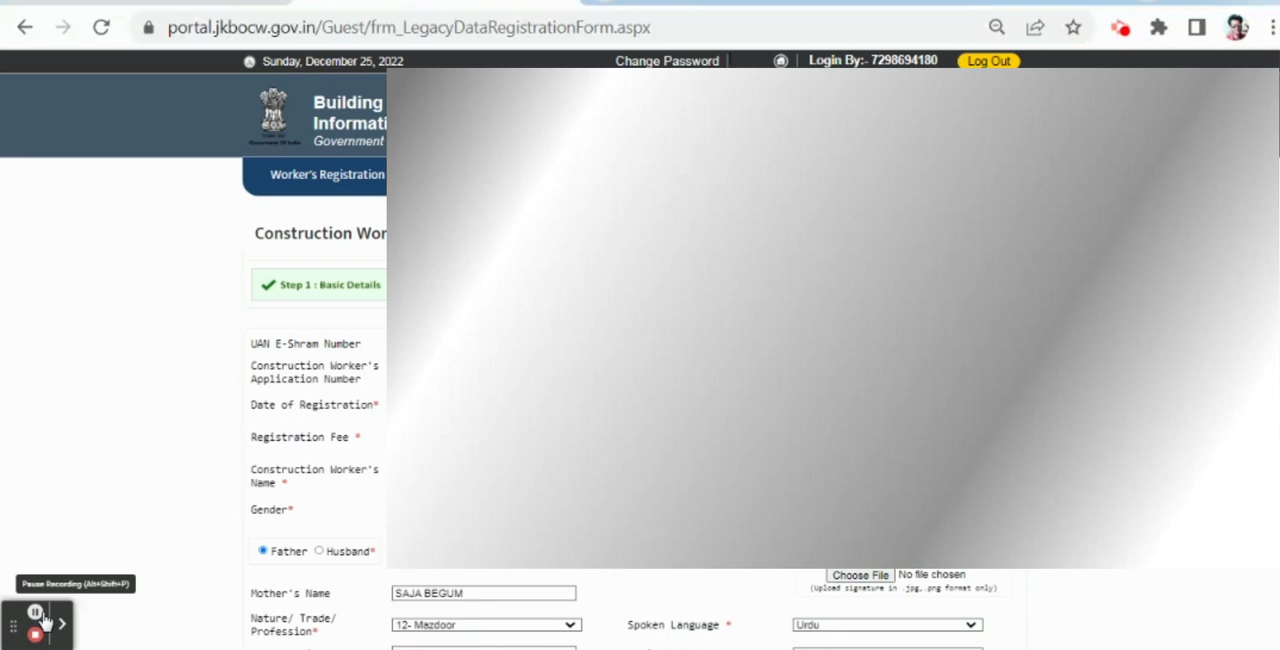 portal.jkbocw.gov.in/Guest/frm_LegacyDataRegistrationForm.aspx
Sunday, December 25, 2022 Change Password | | Login By:- 7298694180 Log Out
Building
Informati
Government
Worker's Registration
Construction Wor
Step 1 : Basic Details
UAN E-Shram Number
Construction Worker's
Application Number
Date of Registration*
Registration Fee *
Construction Worker's
Name *
Gender*
Father Husband*
Choose File No file chosen
(Upload signature in .jpg,.png format only)
Pause Recording (Alt+Shift+P)
Mother's Name SAJA BEGUM
Nature/ Trade/
Profession* 12- Mazdoor Spoken Language * Urdu